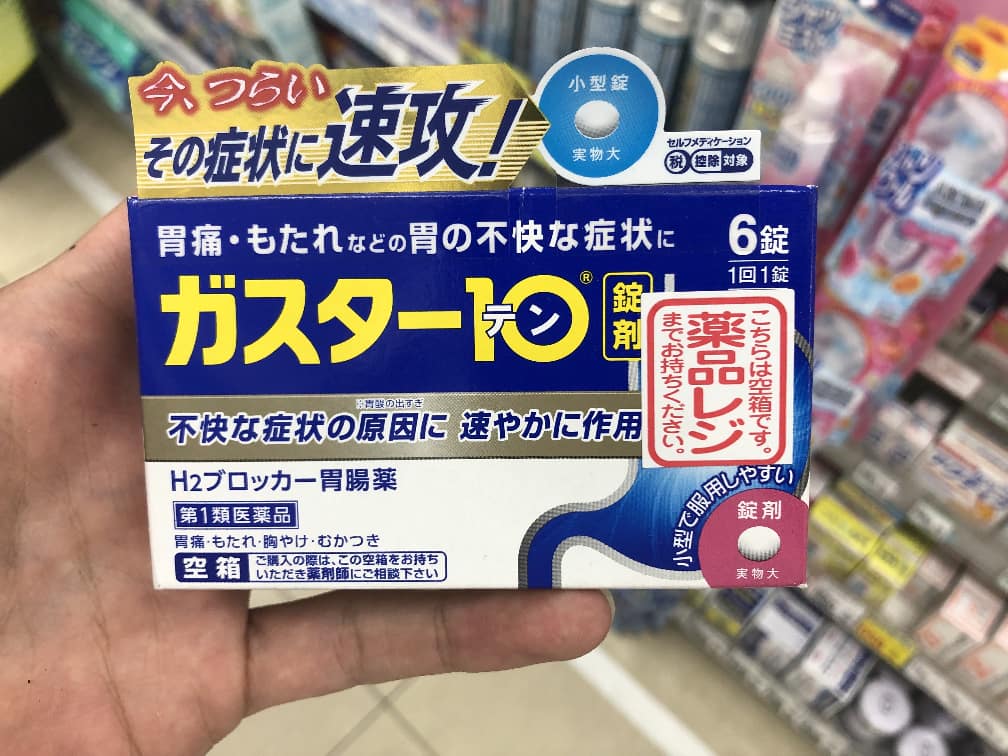 今、つらい
その症状に速攻!
小型錠
実物大
セルフメディケーション
税 控除 対象
胃痛・もたれなどの胃の不快な症状に
6錠
1回1錠
ガスター10®
テン
錠剤
こちらは空箱です。
薬品レジ
までお持ちください。
※胃酸の出すぎ
不快な症状の原因に 速やかに作用
H2ブロッカー胃腸薬
第1類医薬品
胃痛・もたれ・胸やけ・むかつき
空箱
ご購入の際は、この空箱をお持ち
いただき薬剤師にご相談下さい
小型で服用しやすい
錠剤
実物大